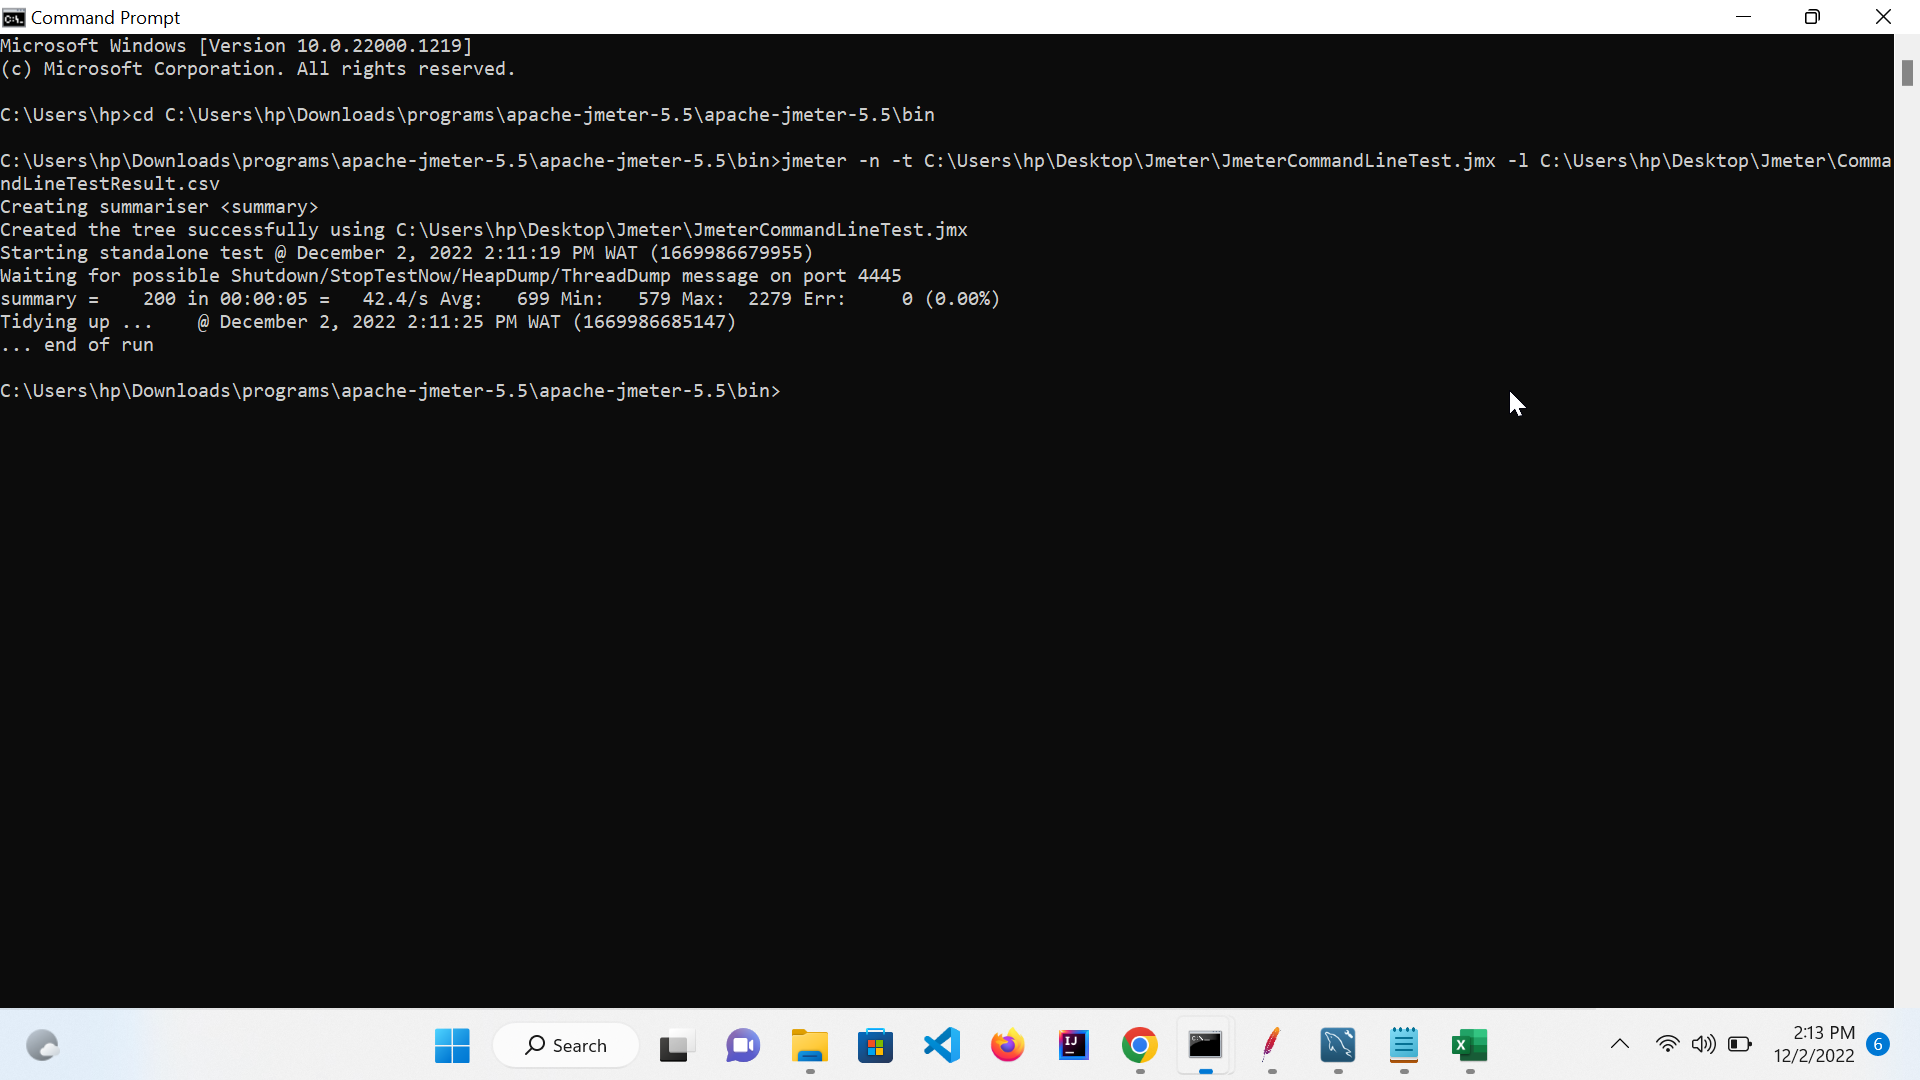 Command Prompt
Microsoft Windows [Version 10.0.22000.1219]
(c) Microsoft Corporation. All rights reserved.
C:\Users\hp>cd C:\Users\hp\Downloads\programs\apache-jmeter-5.5\apache-jmeter-5.5\bin
C:\Users\hp\Downloads\programs\apache-jmeter-5.5\apache-jmeter-5.5\bin>jmeter -n -t C:\Users\hp\Desktop\Jmeter\JmeterCommandLineTest.jmx -l C:\Users\hp\Desktop\Jmeter\Comma
ndLineTestResult.csv
Creating summariser <summary>
Created the tree successfully using C:\Users\hp\Desktop\Jmeter\JmeterCommandLineTest.jmx
Starting standalone test @ December 2, 2022 2:11:19 PM WAT (1669986679955)
Waiting for possible Shutdown/StopTestNow/HeapDump/ThreadDump message on port 4445
summary =    200 in 00:00:05 =   42.4/s Avg:   699 Min:   579 Max:  2279 Err:     0 (0.00%)
Tidying up ...    @ December 2, 2022 2:11:25 PM WAT (1669986685147)
... end of run
C:\Users\hp\Downloads\programs\apache-jmeter-5.5\apache-jmeter-5.5\bin>
Search
2:13 PM
12/2/2022
6